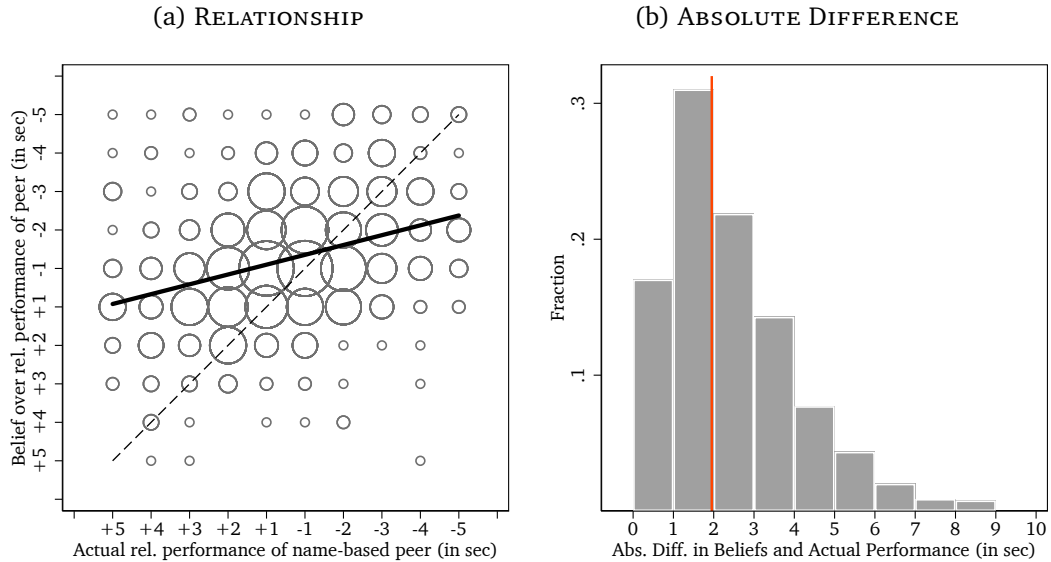 (a) RELATIONSHIP
Belief over rel. performance of peer (in sec)
-5
-4
-3
-2
-1
+1
+2
+3
+4
+5
+5 +4 +3 +2 +1 -1 -2 -3 -4 -5
Actual rel. performance of name-based peer (in sec)
(b) ABSOLUTE DIFFERENCE
Fraction
.3
.2
.1
0 1 2 3 4 5 6 7 8 9 10
Abs. Diff. in Beliefs and Actual Performance (in sec)